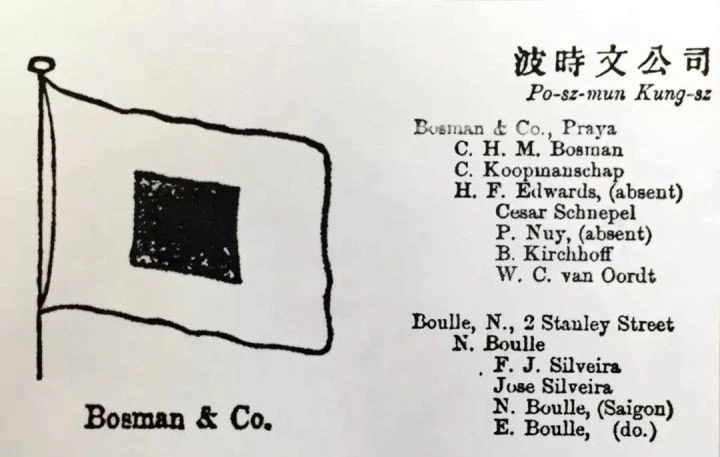 波時文公司
Po-sz-mun Kung-sz
Bosman & Co., Praya
C. H. M. Bosman
C. Koopmanschap
H. F. Edwards, (absent)
Cesar Schnepel
P. Nuy, (absent)
B. Kirchhoff
W. C. van Oordt
Boulle, N., 2 Stanley Street
N. Boulle
F. J. Silveira
Jose Silveira
N. Boulle, (Saigon)
E. Boulle, (do.)
Bosman & Co.